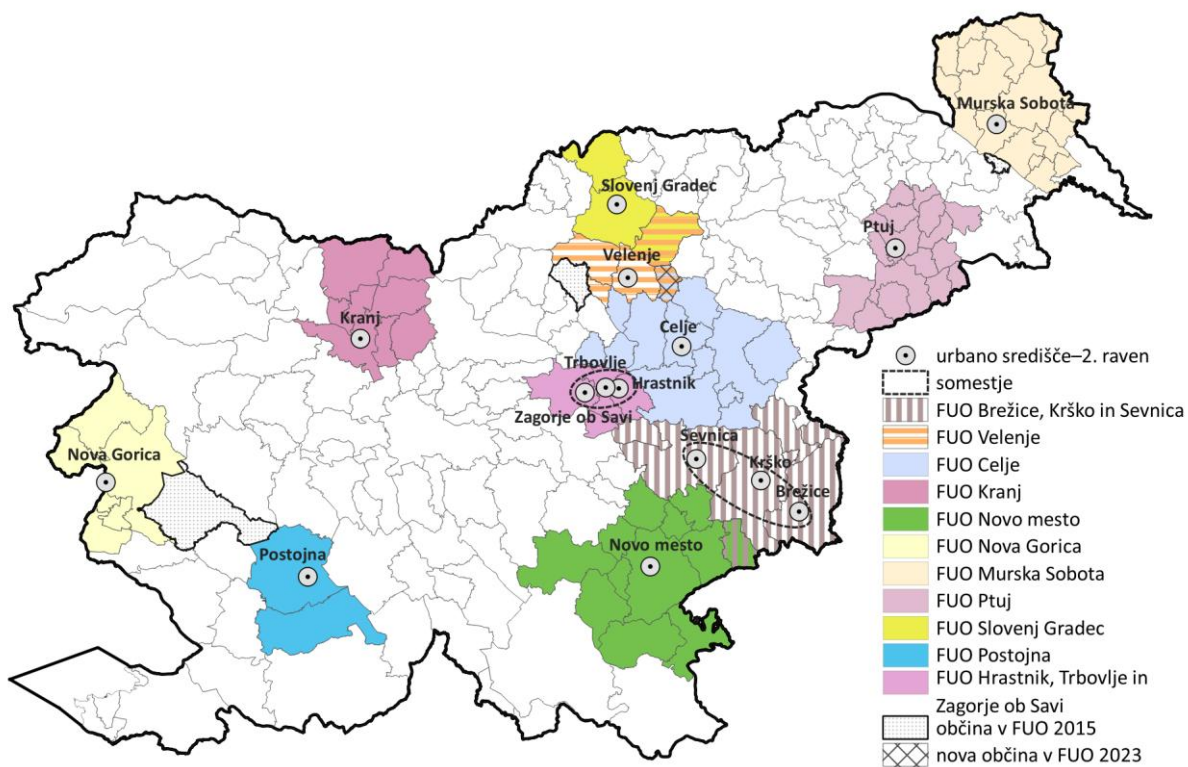 Murska Sobota
Slovenj Gradec
Ptuj
Velenje
Kranj
Celje
Trbovlje
Hrastnik
Zagorje ob Savi
Sevnica
Nova Gorica
Krško
Brežice
Postojna
Novo mesto
urbano središče–2. raven
somestje
FUO Brežice, Krško in Sevnica
FUO Velenje
FUO Celje
FUO Kranj
FUO Novo mesto
FUO Nova Gorica
FUO Murska Sobota
FUO Ptuj
FUO Slovenj Gradec
FUO Postojna
FUO Hrastnik, Trbovlje in
Zagorje ob Savi
občina v FUO 2015
nova občina v FUO 2023